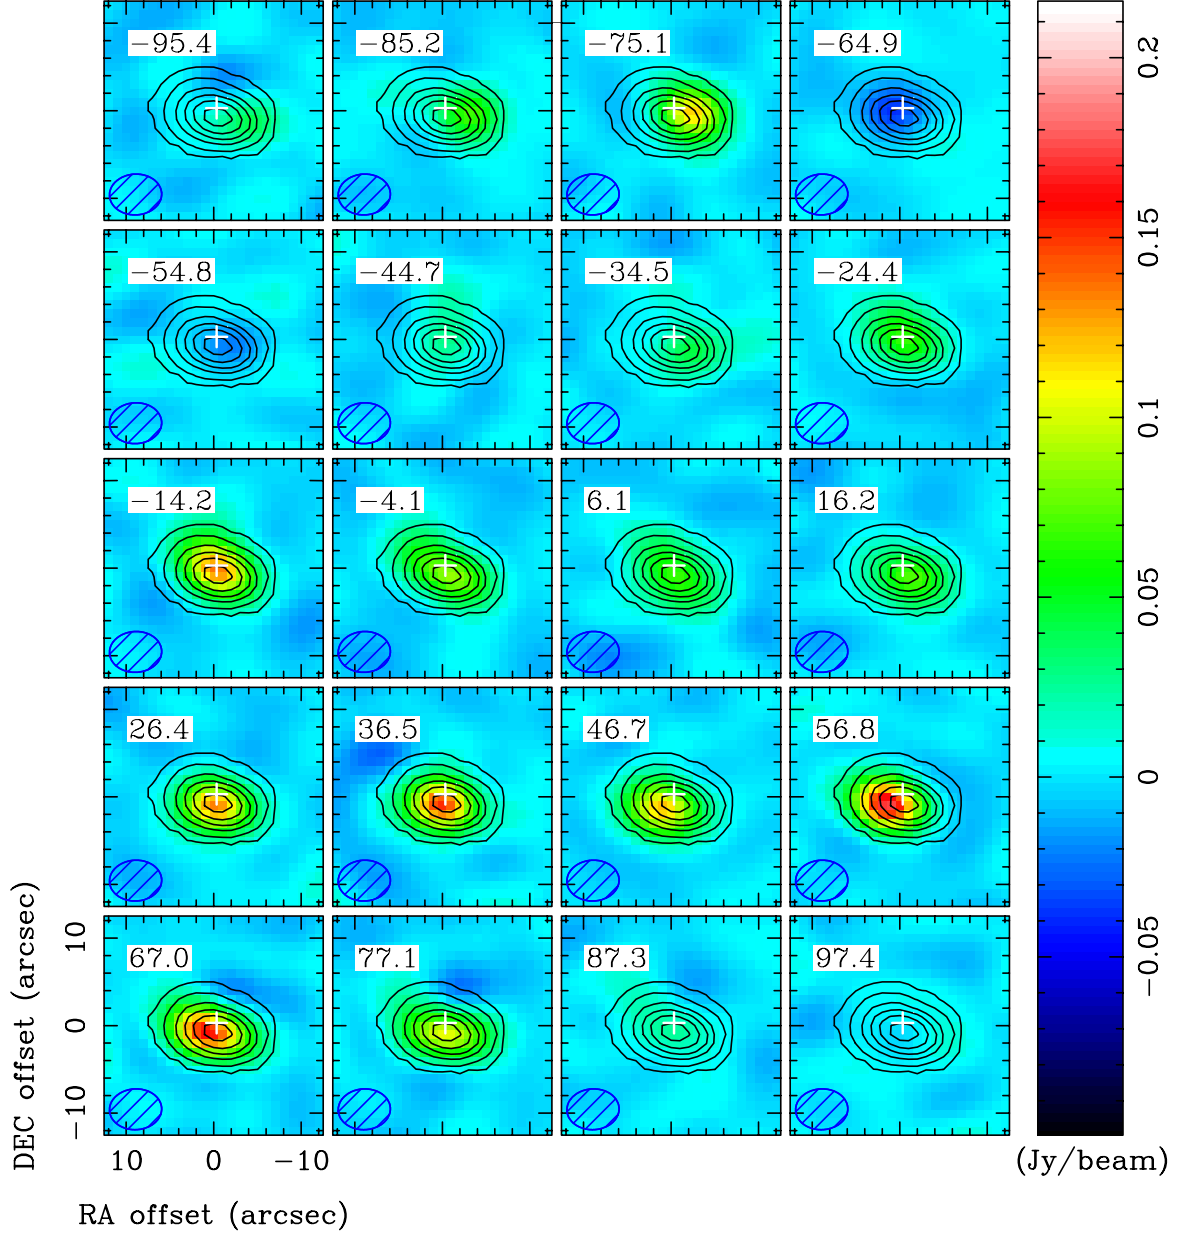 −95.4 −85.2 −75.1 −64.9
−54.8 −44.7 −34.5 −24.4
−14.2 −4.1 6.1 16.2
26.4 36.5 46.7 56.8
67.0 77.1 87.3 97.4
10 0 −10
DEC offset (arcsec)
10 0 −10
RA offset (arcsec)
0.2
0.15
0.1
0.05
0
−0.05
(Jy/beam)